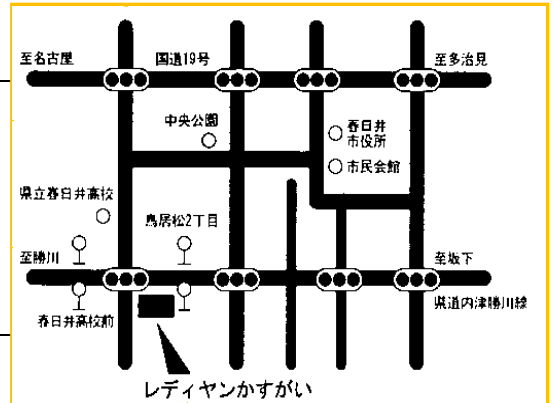 至名古屋
国道19号
至多治見
中央公園
春日井
市役所
市民会館
県立春日井高校
鳥居松2丁目
至勝川
至坂下
県道内津勝川線
春日井高校前
レディヤンかすがい